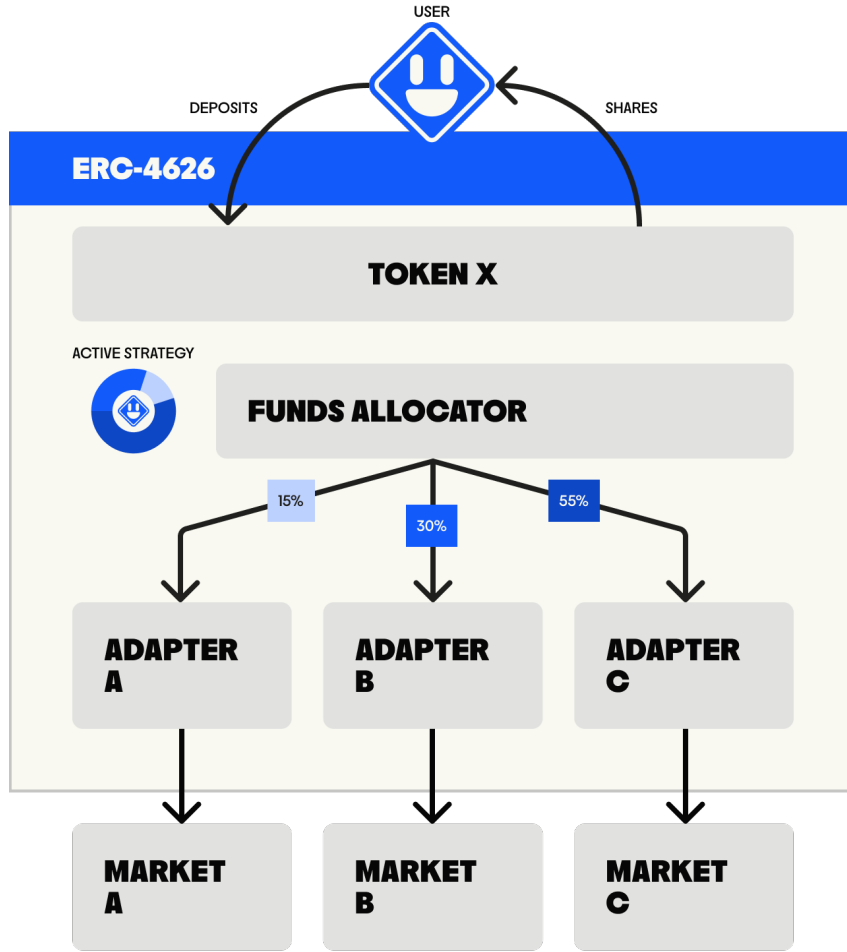 USER
DEPOSITS
SHARES
ERC-4626
TOKEN X
ACTIVE STRATEGY
FUNDS ALLOCATOR
15%
30%
55%
ADAPTER
A
ADAPTER
B
ADAPTER
C
MARKET
A
MARKET
B
MARKET
C